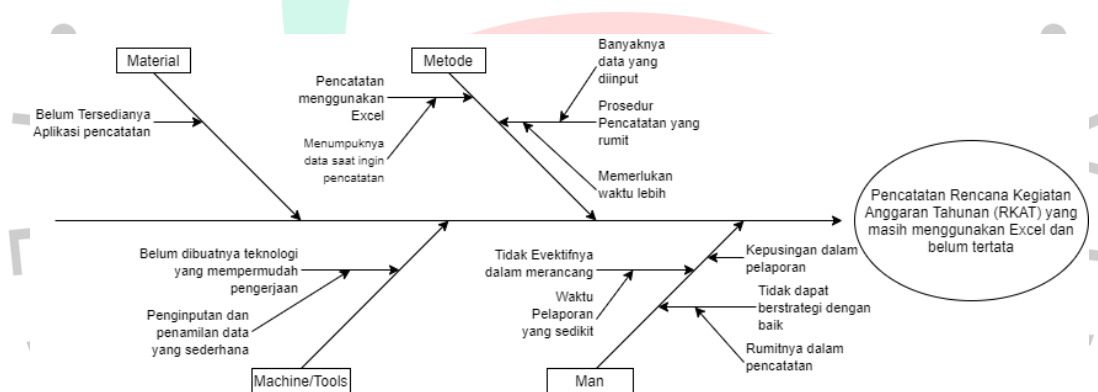 Material
Metode
Banyaknya
data yang
diinput
Pencatatan
menggunakan
Excel
Belum Tersedianya
Aplikasi pencatatan
Prosedur
Pencatatan yang
rumit
Menumpuknya
data saat ingin
pencatatan
Memerlukan
waktu lebih
Pencatatan Rencana Kegiatan
Anggaran Tahunan (RKAT) yang
masih menggunakan Excel dan
belum tertata
Belum dibuatnya teknologi
yang mempermudah
pengerjaan
Tidak Evektifnya
dalam merancang
Kepusingan dalam
pelaporan
Penginputan dan
penamilan data
yang sederhana
Waktu
Pelaporan
yang sedikit
Tidak dapat
berstrategi dengan
baik
Rumitnya dalam
pencatatan
Machine/Tools
Man